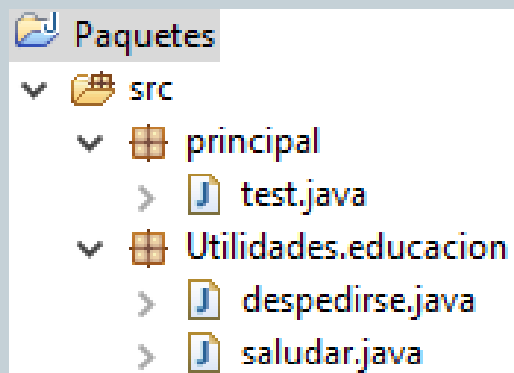 Paquetes
src
principal
test.java
Utilidades.educacion
despedirse.java
saludar.java